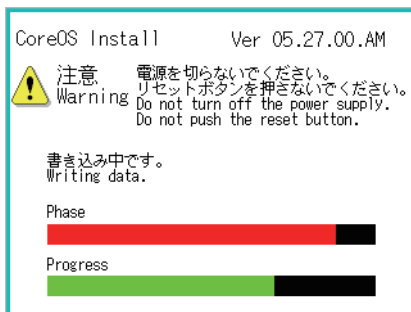 CoreOS Install Ver 05.27.00.AM
注意 電源を切らないでください。
Warning リセットボタンを押さないでください。
Do not turn off the power supply.
Do not push the reset button.
書き込み中です。
Writing data.
Phase
Progress